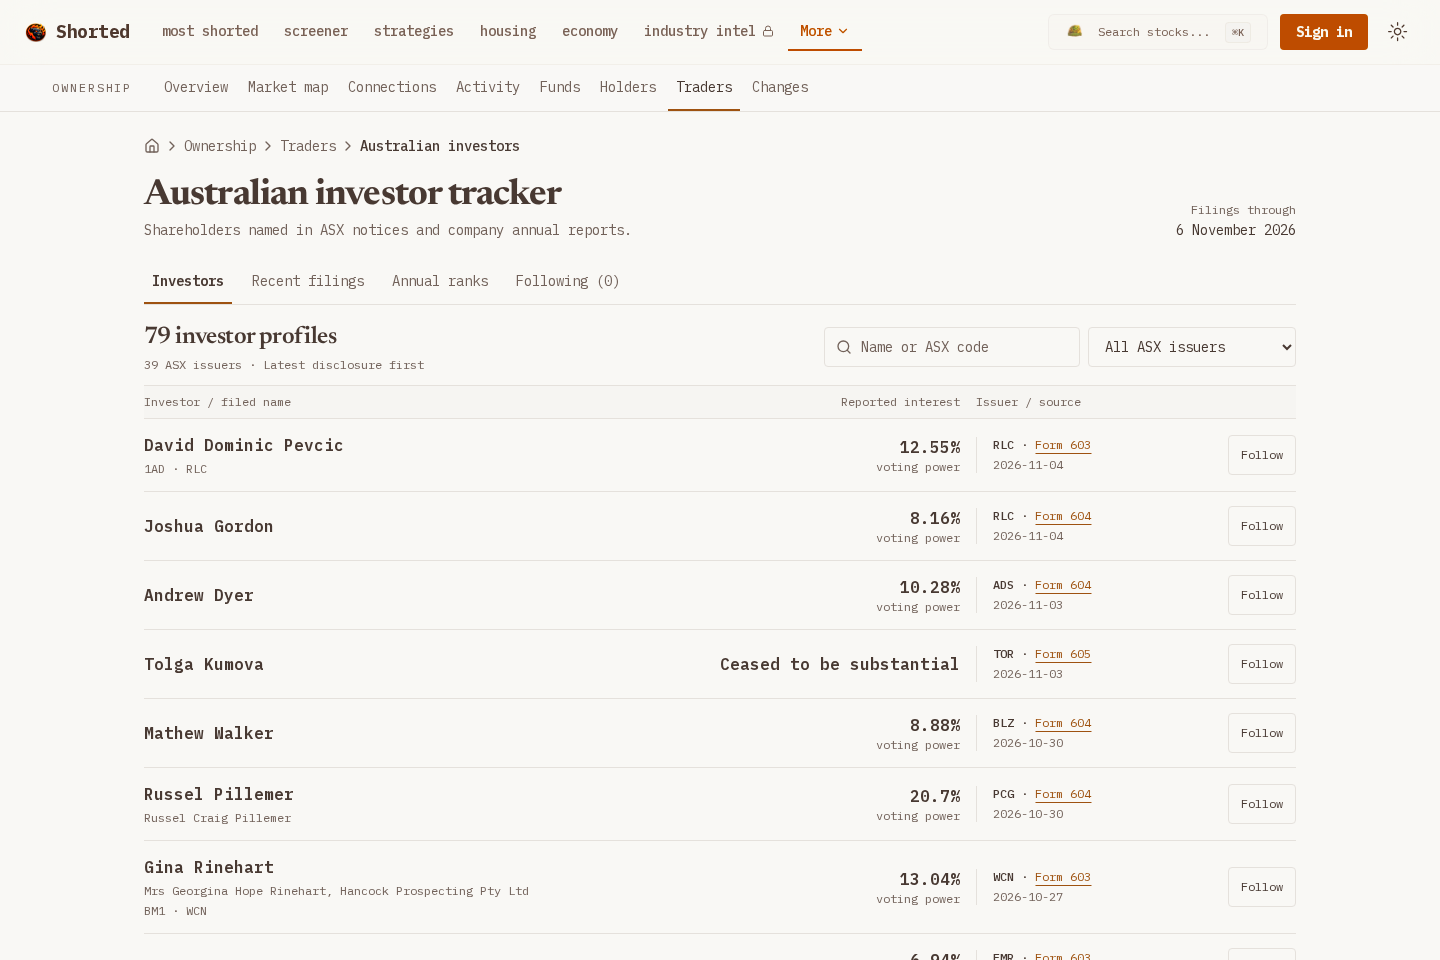 Shorted
most shorted
screener
strategies
housing
economy
industry intel
More
Search stocks...
⌘K
Sign in
OWNERSHIP
Overview
Market map
Connections
Activity
Funds
Holders
Traders
Changes
Ownership
Traders
Australian investors
Australian investor tracker
Shareholders named in ASX notices and company annual reports.
Filings through
6 November 2026
Investors
Recent filings
Annual ranks
Following (0)
79 investor profiles
39 ASX issuers · Latest disclosure first
Name or ASX code
All ASX issuers
Investor / filed name
Reported interest
Issuer / source
David Dominic Pevcic
1AD · RLC
12.55%
voting power
RLC · Form 603
2026-11-04
Follow
Joshua Gordon
8.16%
voting power
RLC · Form 604
2026-11-04
Follow
Andrew Dyer
10.28%
voting power
ADS · Form 604
2026-11-03
Follow
Tolga Kumova
Ceased to be substantial
TOR · Form 605
2026-11-03
Follow
Mathew Walker
8.88%
voting power
BLZ · Form 604
2026-10-30
Follow
Russel Pillemer
Russel Craig Pillemer
20.7%
voting power
PCG · Form 604
2026-10-30
Follow
Gina Rinehart
Mrs Georgina Hope Rinehart, Hancock Prospecting Pty Ltd
BM1 · WCN
13.04%
voting power
WCN · Form 603
2026-10-27
Follow
6.94%
EMR · Form 603